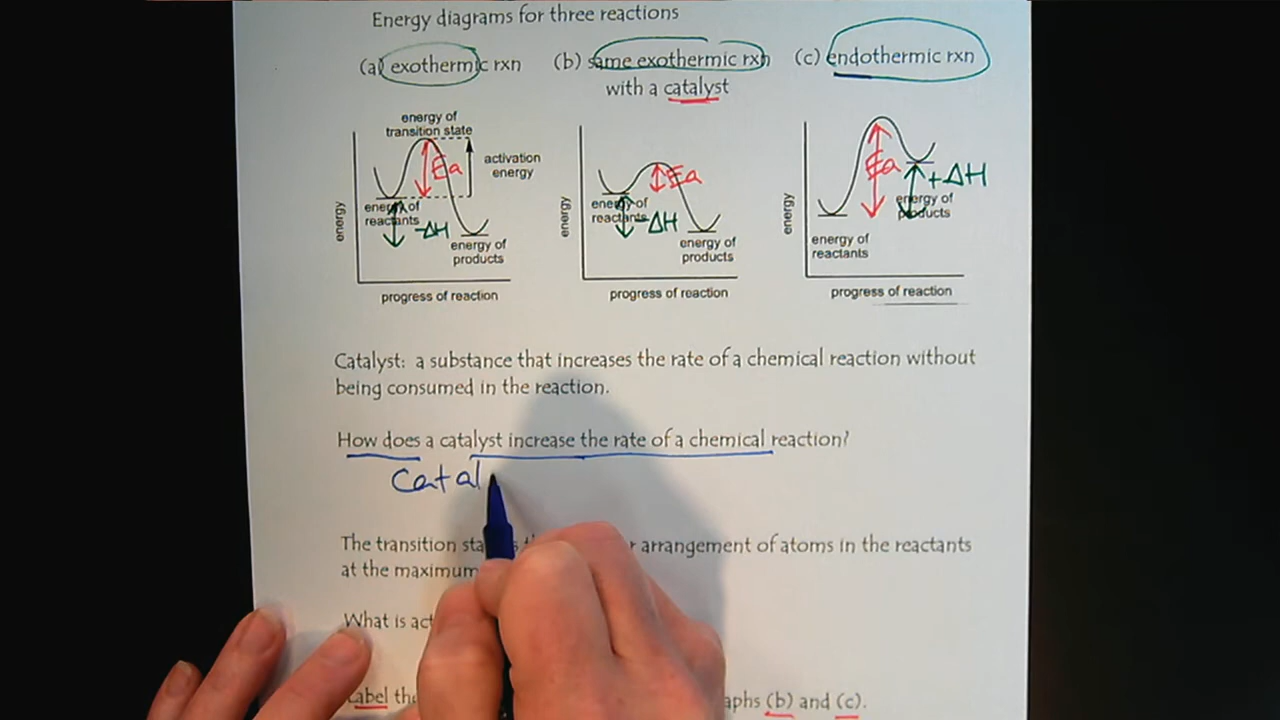 Energy diagrams for three reactions
(a) exothermic rxn
(b) same exothermic rxn
with a catalyst
(c) endothermic rxn
energy of
transition state
activation
energy
Ea
energy of
reactants
-ΔH
energy of
products
energy
progress of reaction
Ea
energy of
reactants
-ΔH
energy of
products
energy
progress of reaction
Ea
+ΔH
energy of
products
energy of
reactants
energy
progress of reaction
Catalyst: a substance that increases the rate of a chemical reaction without
being consumed in the reaction.
How does a catalyst increase the rate of a chemical reaction?
Catal
The transition arrangement of atoms in the reactants
at the maximum
What is
Label the (b) and (c).